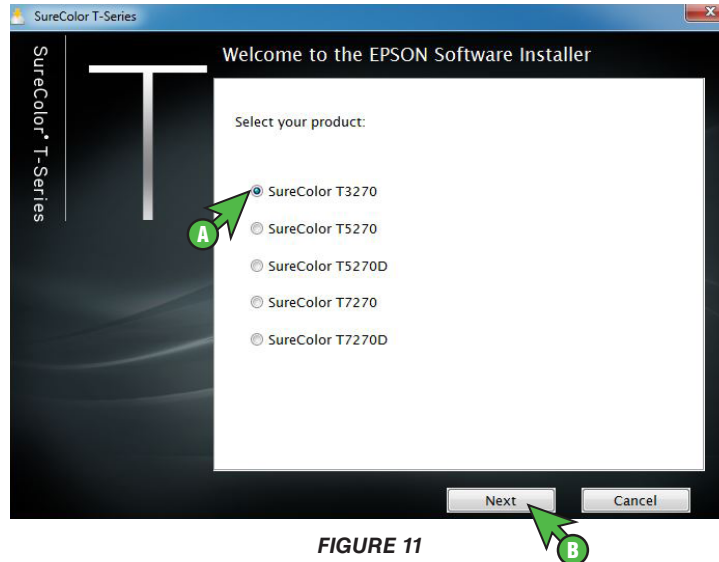 SureColor T-Series
X
SureColor• T-Series
T
Welcome to the EPSON Software Installer
Select your product:
SureColor T3270
A
SureColor T5270
SureColor T5270D
SureColor T7270
SureColor T7270D
Next
Cancel
FIGURE 11
B